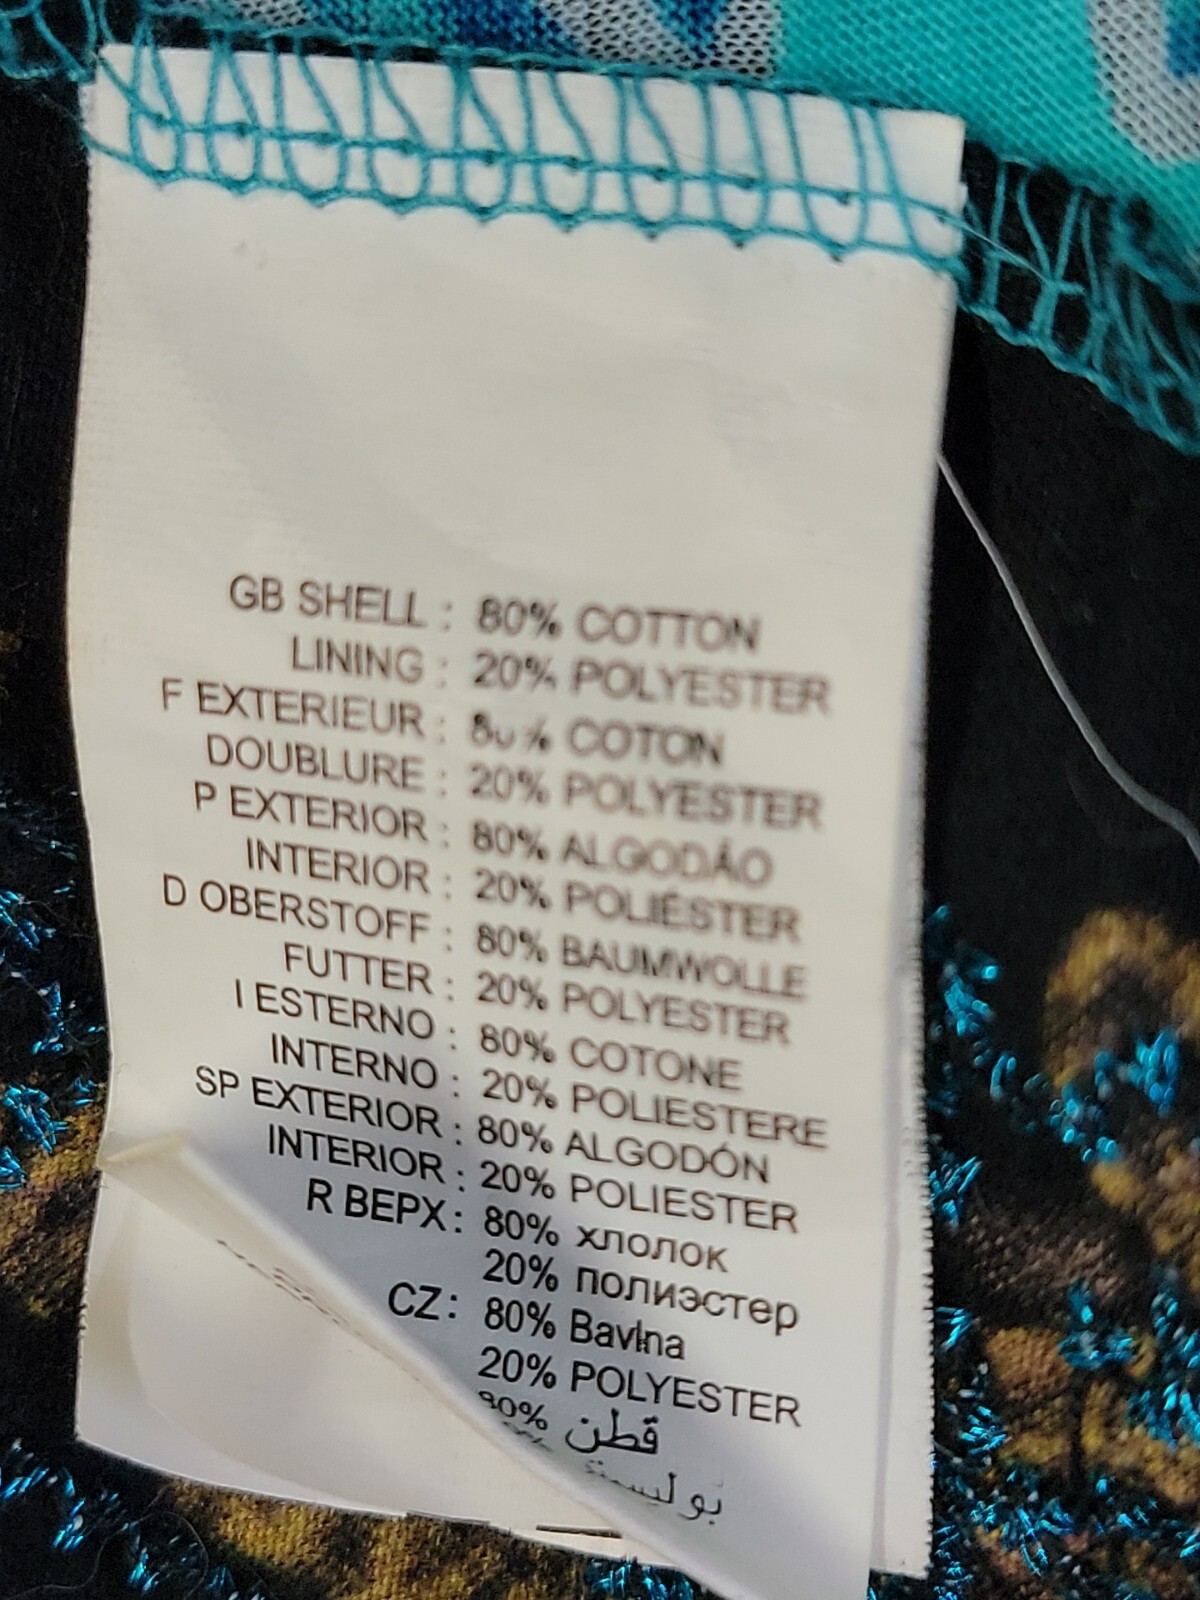 GB SHELL : 80% COTTON
LINING : 20% POLYESTER
F EXTERIEUR : 80% COTON
DOUBLURE : 20% POLYESTER
P EXTERIOR : 80% ALGODÃO
INTERIOR : 20% POLIÉSTER
D OBERSTOFF : 80% BAUMWOLLE
FUTTER : 20% POLYESTER
I ESTERNO : 80% COTONE
INTERNO : 20% POLIESTERE
SP EXTERIOR : 80% ALGODÓN
INTERIOR : 20% POLIESTER
R ВЕРХ : 80% хлолок
20% полиэстер
CZ : 80% Bavlna
20% POLYESTER
80% قطن